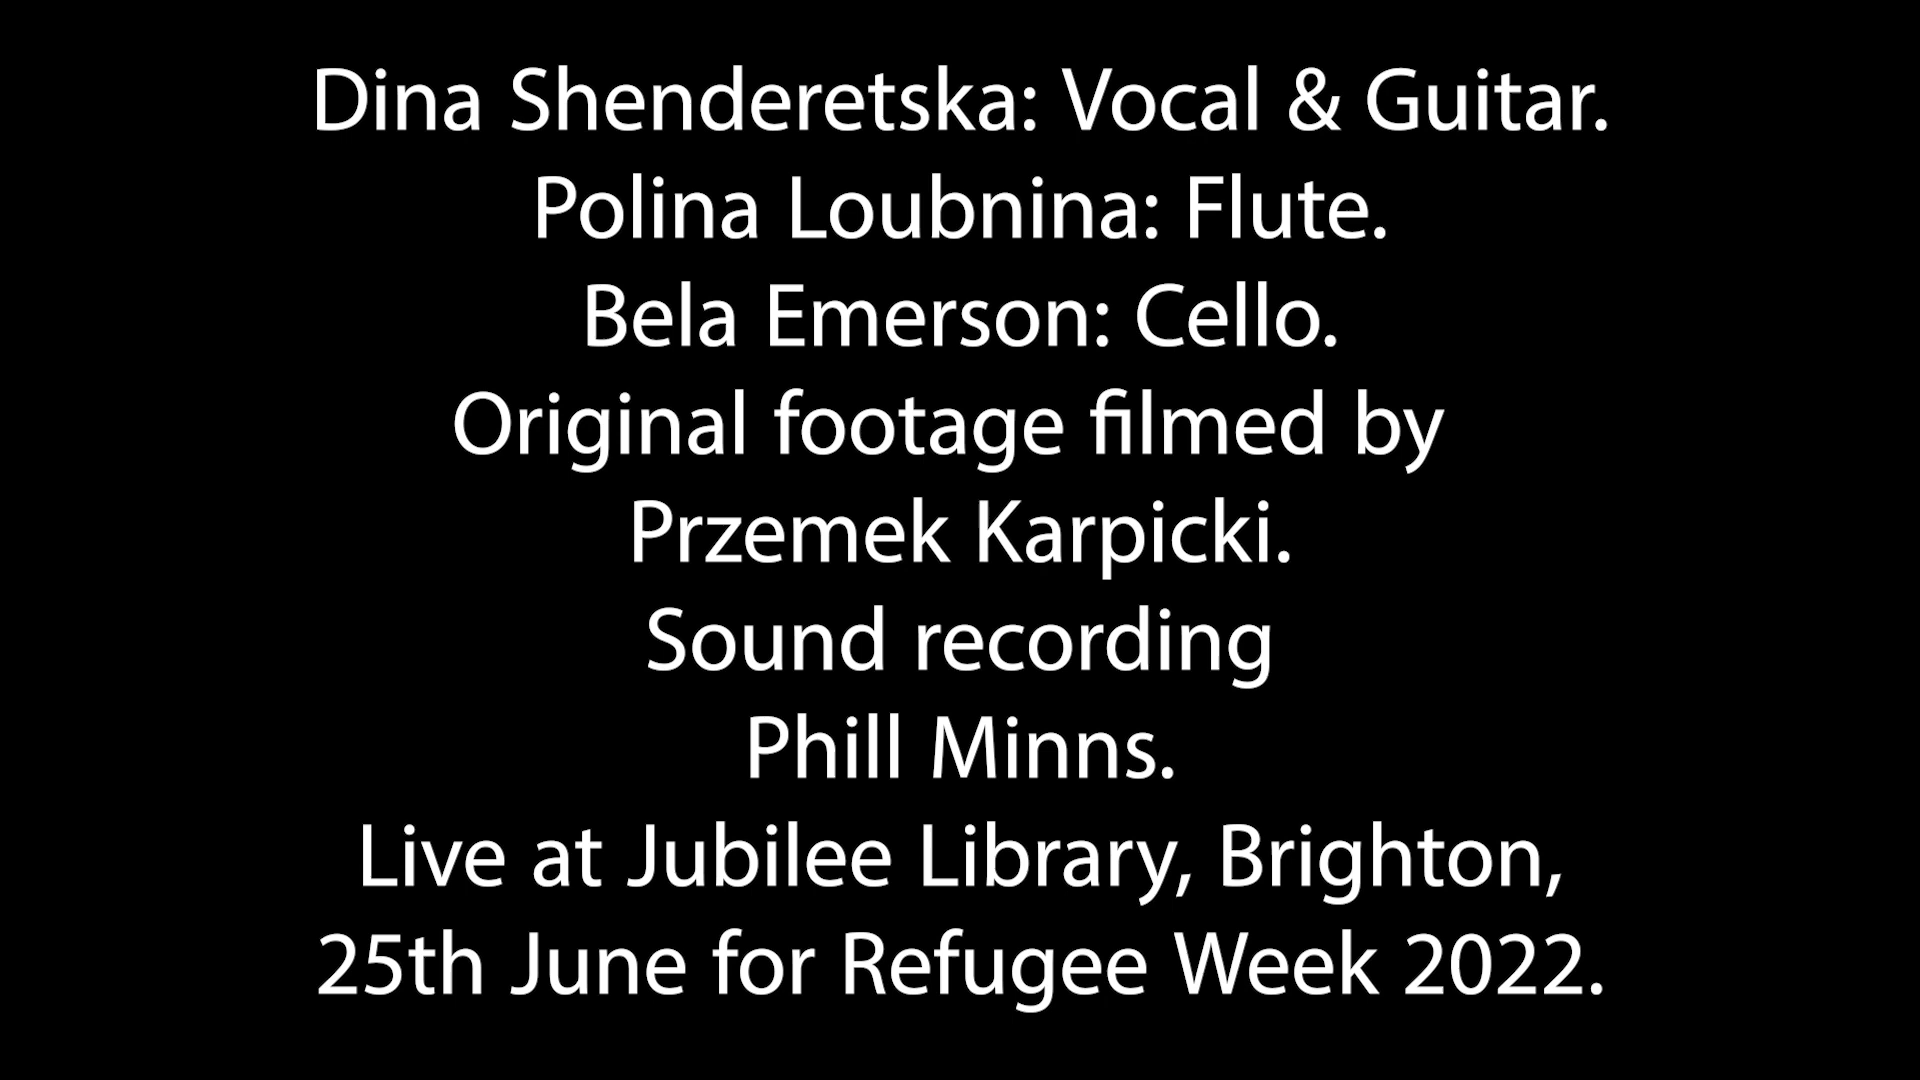 Dina Shenderetska: Vocal & Guitar.
Polina Loubnina: Flute.
Bela Emerson: Cello.
Original footage filmed by
Przemek Karpicki.
Sound recording
Phill Minns.
Live at Jubilee Library, Brighton,
25th June for Refugee Week 2022.